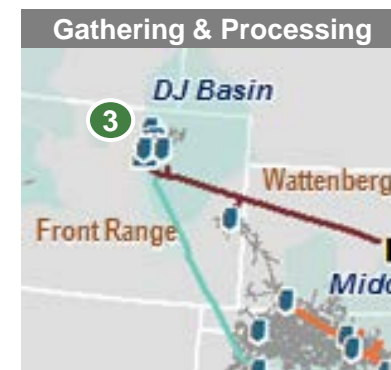 Gathering & Processing
DJ Basin
3
Wattenberg
Front Range